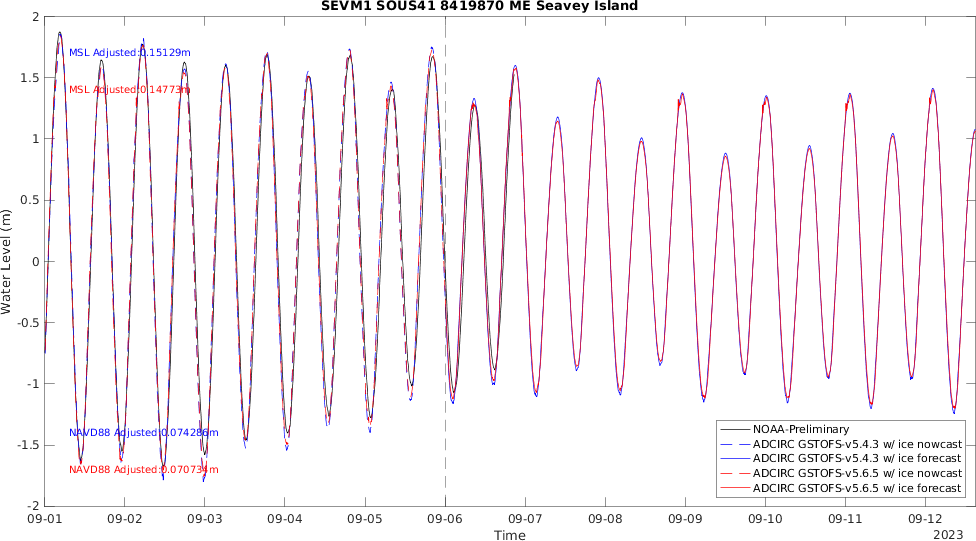 SEVM1 SOUS41 8419870 ME Seavey Island
2
1.5
1
0.5
0
-0.5
-1
-1.5
-2
Water Level (m)
MSL Adjusted:0.15129m
MSL Adjusted:0.14773m
NAVD88 Adjusted:0.074286m
NAVD88 Adjusted:0.070734m
NOAA-Preliminary
ADCIRC GSTOFS-v5.4.3 w/ ice nowcast
ADCIRC GSTOFS-v5.4.3 w/ ice forecast
ADCIRC GSTOFS-v5.6.5 w/ ice nowcast
ADCIRC GSTOFS-v5.6.5 w/ ice forecast
09-01 09-02 09-03 09-04 09-05 09-06 09-07 09-08 09-09 09-10 09-11 09-12
Time
2023